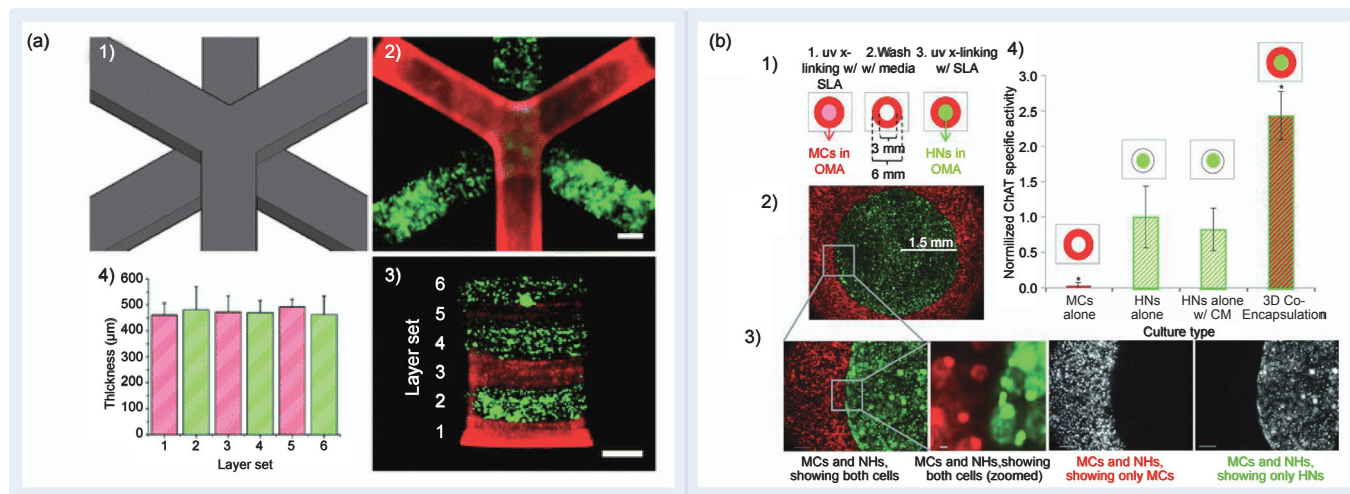 (a)
1)
2)
4)
600
500
400
300
200
100
0
Thickness (µm)
1 2 3 4 5 6
Layer set
3)
6
5
4
3
2
1
Layer set
(b)
1)
1. uv x-
linking w/
SLA
2.Wash
w/ media
3. uv x-linking
w/ SLA
MCs in
OMA
3 mm
6 mm
HNs in
OMA
2)
1.5 mm
4)
3.0
2.5
2.0
1.5
1.0
0.5
0.0
Normilized ChAT specific activity
*
*
MCs
alone
HNs
alone
HNs alone
w/ CM
3D Co-
Encapsulation
Culture type
3)
MCs and NHs,
showing both cells
MCs and NHs,showing
both cells (zoomed)
MCs and NHs,
showing only MCs
MCs and NHs,
showing only HNs